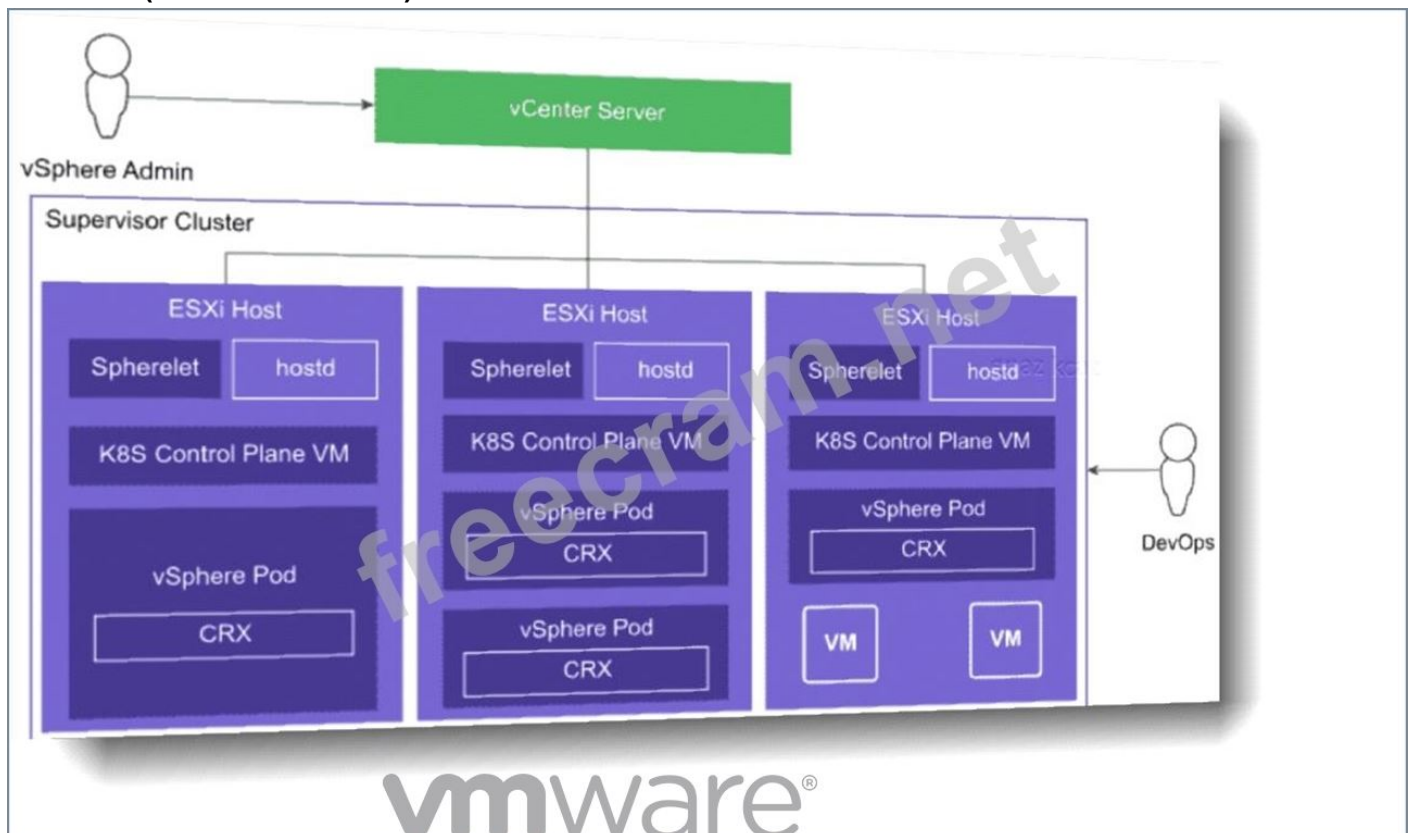 vCenter Server
vSphere Admin
Supervisor Cluster
ESXi Host
Spherelet
hostd
K8S Control Plane VM
vSphere Pod
CRX
ESXi Host
Spherelet
hostd
K8S Control Plane VM
vSphere Pod
CRX
vSphere Pod
CRX
ESXi Host
Spherelet
hostd
K8S Control Plane VM
vSphere Pod
CRX
VM
VM
DevOps
freecram.net
vmware®